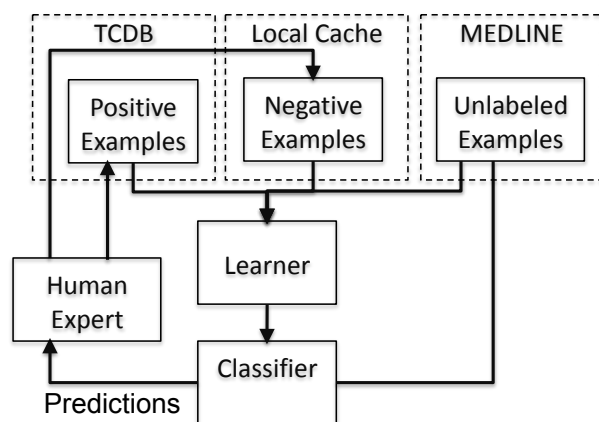 TCDB
Local Cache
MEDLINE
Positive
Examples
Negative
Examples
Unlabeled
Examples
Learner
Human
Expert
Classifier
Predictions